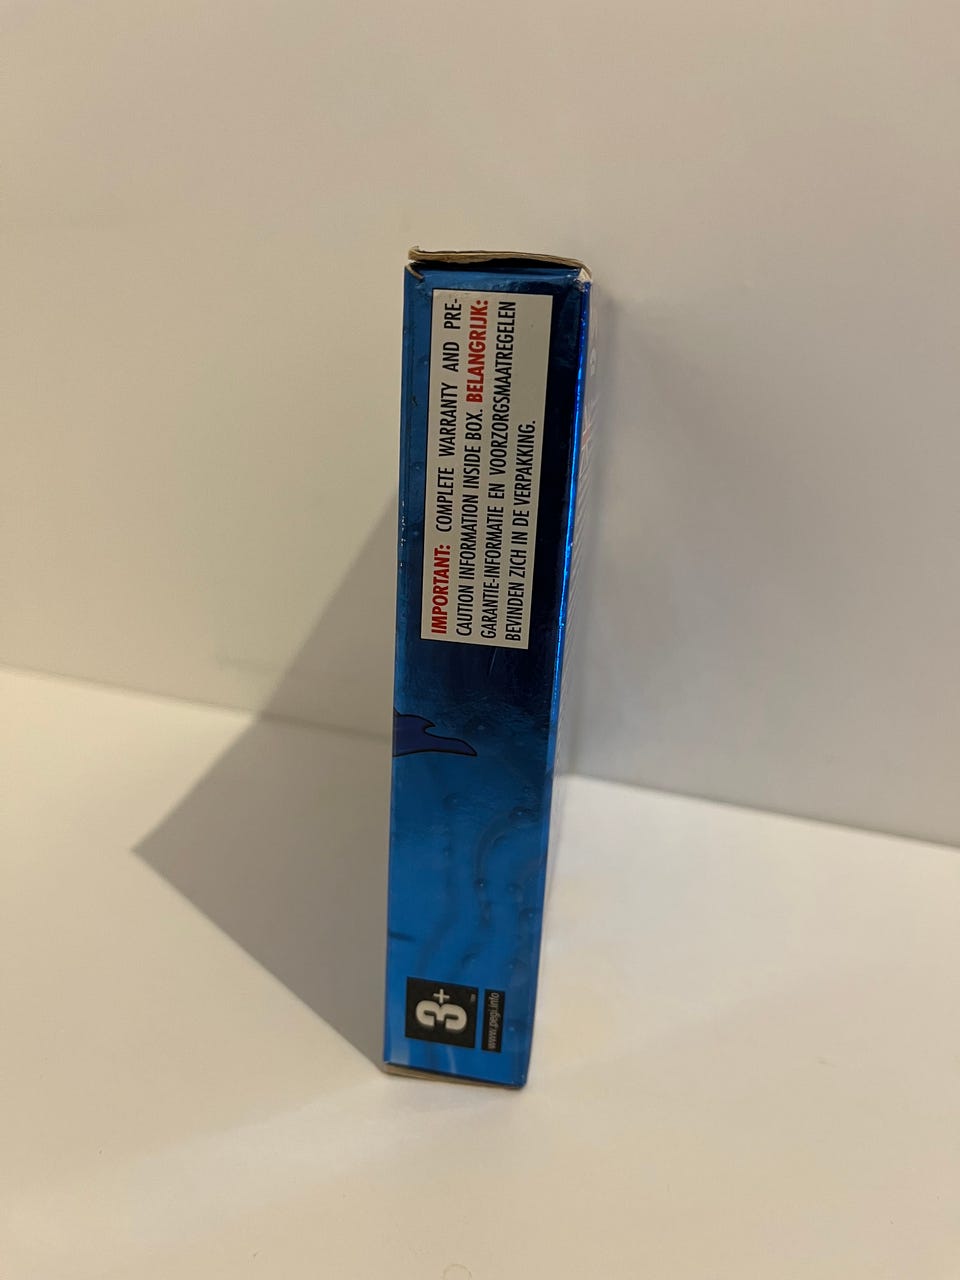 IMPORTANT: COMPLETE WARRANTY AND PRE-
CAUTION INFORMATION INSIDE BOX. BELANGRIJK:
GARANTIE-INFORMATIE EN VOORZORGSMAATREGELEN
BEVINDEN ZICH IN DE VERPAKKING.
3+
TM
www.pegi.info